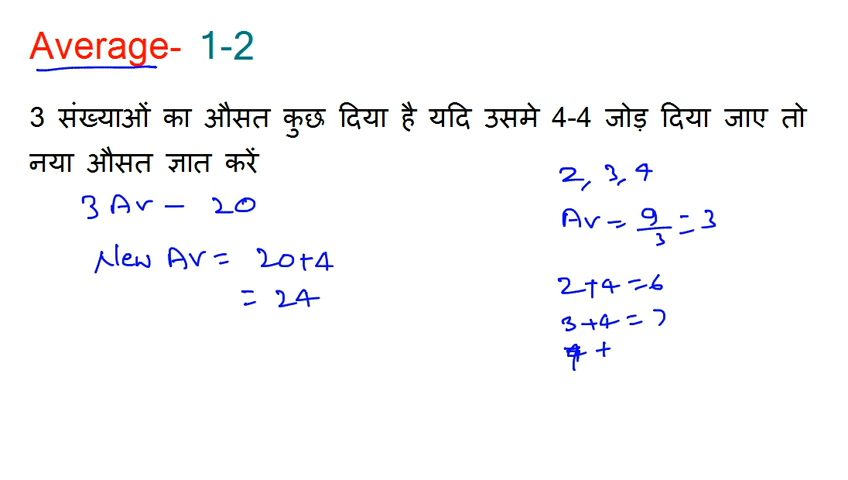 Average- 1-2
3 संख्याओं का औसत कुछ दिया है यदि उसमे 4-4 जोड़ दिया जाए तो
नया औसत ज्ञात करें
3 Av - 20
New Av = 20+4
= 24
2, 3, 4
Av = 9/3 = 3
2+4 = 6
3+4 = 7
4 +